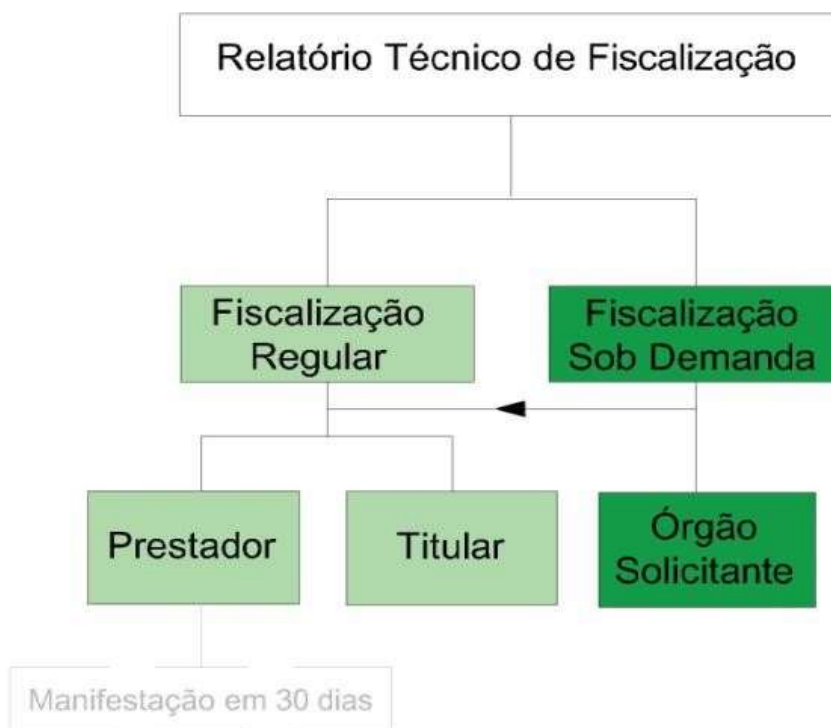 Relatório Técnico de Fiscalização
Fiscalização
Regular
Fiscalização
Sob Demanda
Prestador
Titular
Órgão
Solicitante
Manifestação em 30 dias